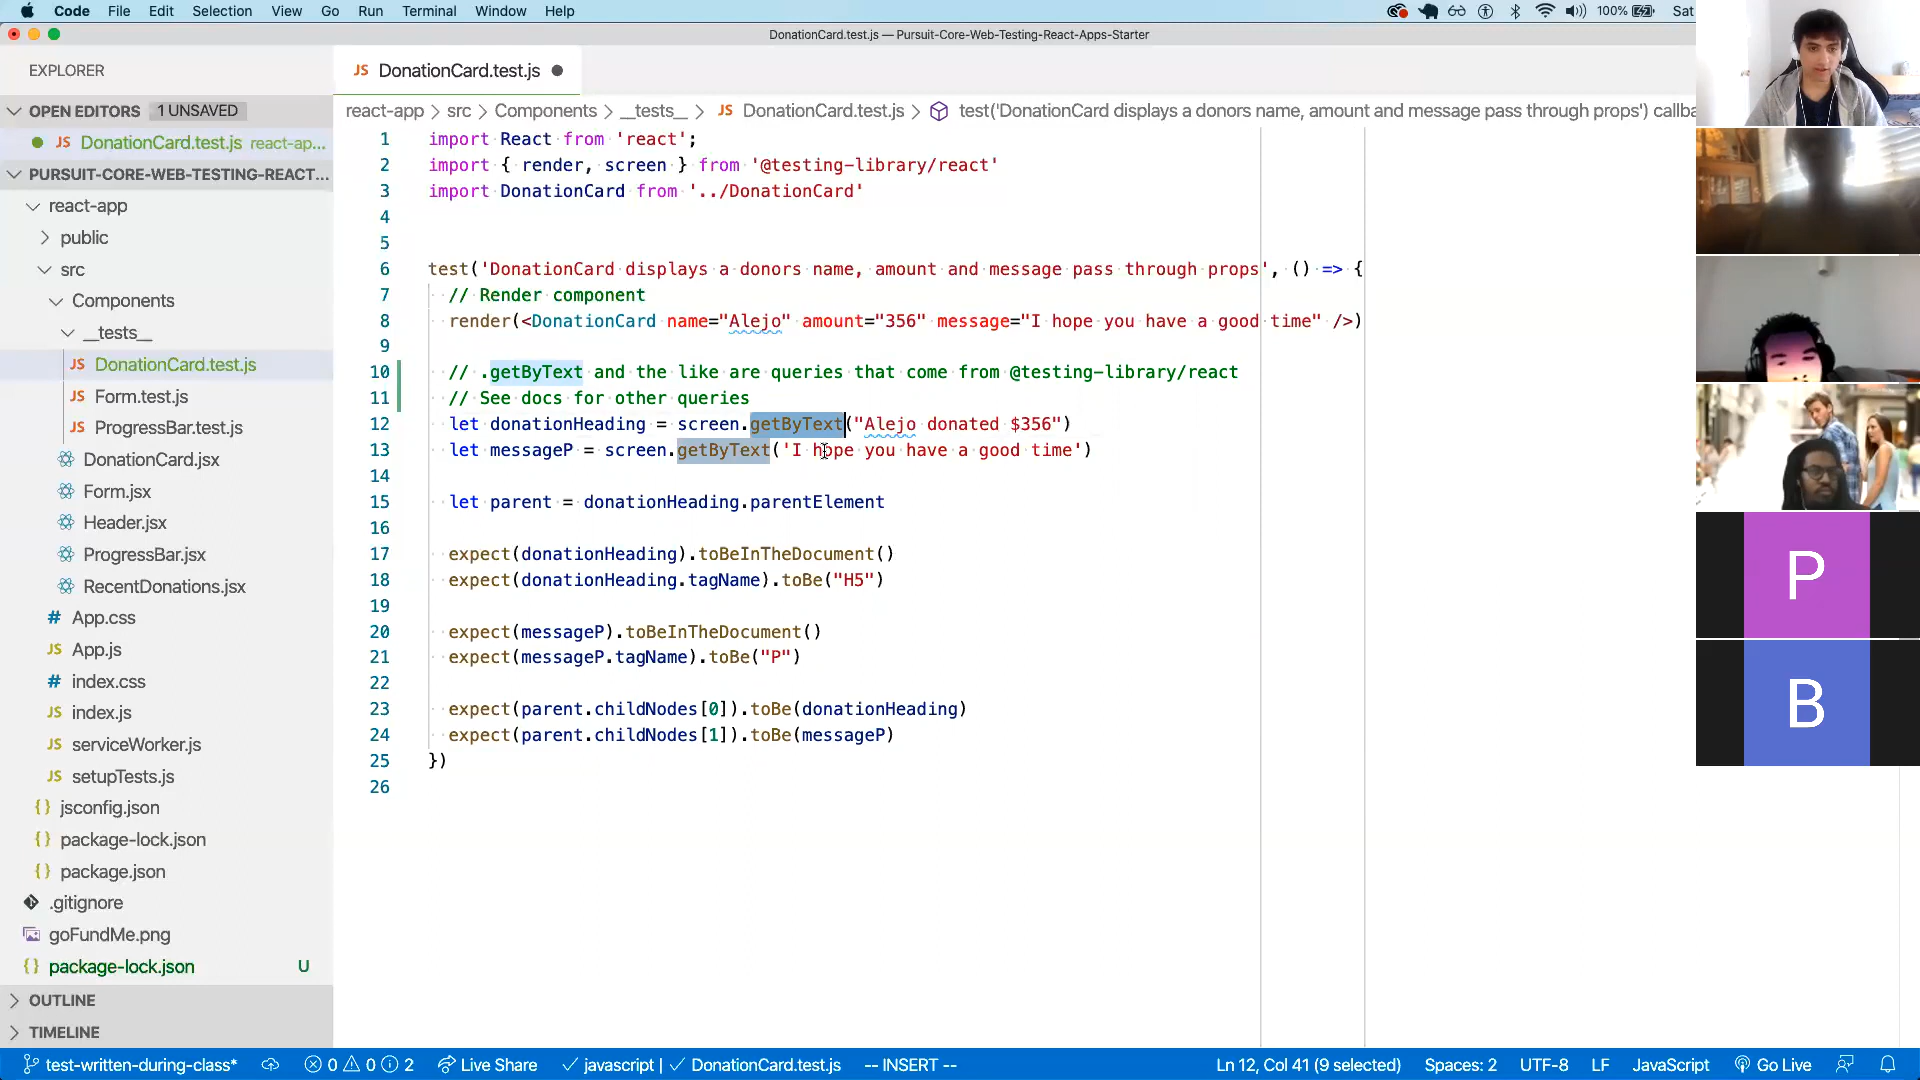 Code File Edit Selection View Go Run Terminal Window Help 100% Sat
DonationCard.test.js — Pursuit-Core-Web-Testing-React-Apps-Starter
EXPLORER
JS DonationCard.test.js
OPEN EDITORS 1 UNSAVED
JS DonationCard.test.js react-ap...
PURSUIT-CORE-WEB-TESTING-REACT...
react-app
public
src
Components
__tests__
JS DonationCard.test.js
JS Form.test.js
JS ProgressBar.test.js
DonationCard.jsx
Form.jsx
Header.jsx
ProgressBar.jsx
RecentDonations.jsx
# App.css
JS App.js
# index.css
JS index.js
JS serviceWorker.js
JS setupTests.js
{} jsconfig.json
{} package-lock.json
{} package.json
.gitignore
goFundMe.png
{} package-lock.json U
OUTLINE
TIMELINE
react-app > src > Components > __tests__ > JS DonationCard.test.js > test('DonationCard displays a donors name, amount and message pass through props') callba
1 import React from 'react';
2 import { render, screen } from '@testing-library/react'
3 import DonationCard from '../DonationCard'
4
5
6 test('DonationCard displays a donors name, amount and message pass through props', () => {
7 // Render component
8 render(<DonationCard name="Alejo" amount="356" message="I hope you have a good time" />)
9
10 // .getByText and the like are queries that come from @testing-library/react
11 // See docs for other queries
12 let donationHeading = screen.getByText("Alejo donated $356")
13 let messageP = screen.getByText('I hope you have a good time')
14
15 let parent = donationHeading.parentElement
16
17 expect(donationHeading).toBeInTheDocument()
18 expect(donationHeading.tagName).toBe("H5")
19
20 expect(messageP).toBeInTheDocument()
21 expect(messageP.tagName).toBe("P")
22
23 expect(parent.childNodes[0]).toBe(donationHeading)
24 expect(parent.childNodes[1]).toBe(messageP)
25 })
26
P
B
test-written-during-class* 0 0 2 Live Share javascript | DonationCard.test.js -- INSERT -- Ln 12, Col 41 (9 selected) Spaces: 2 UTF-8 LF JavaScript Go Live